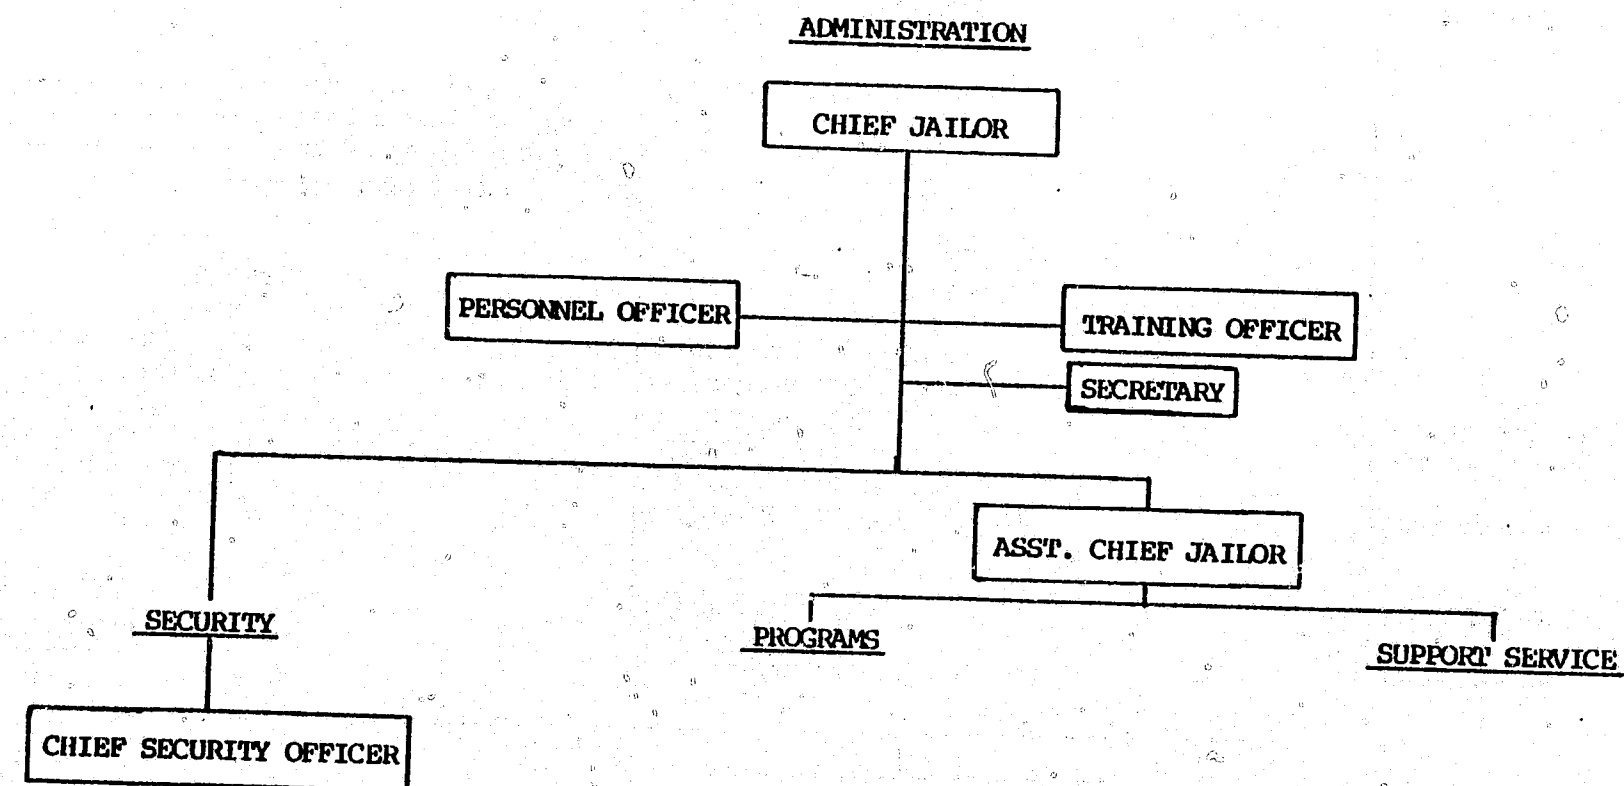 ADMINISTRATION
CHIEF JAILOR
PERSONNEL OFFICER
TRAINING OFFICER
SECRETARY
ASST. CHIEF JAILOR
SECURITY
PROGRAMS
SUPPORT SERVICE
CHIEF SECURITY OFFICER